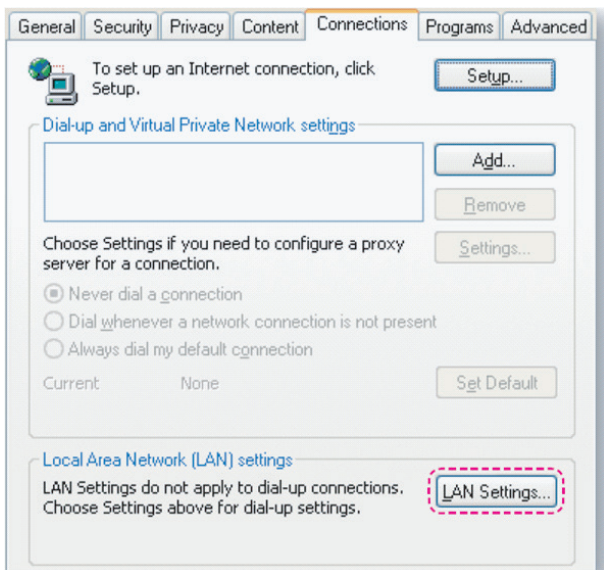 General Security Privacy Content Connections Programs Advanced
To set up an Internet connection, click
Setup.
Setup...
Dial-up and Virtual Private Network settings
Add...
Remove
Choose Settings if you need to configure a proxy
server for a connection.
Settings...
Never dial a connection
Dial whenever a network connection is not present
Always dial my default connection
Current None
Set Default
Local Area Network (LAN) settings
LAN Settings do not apply to dial-up connections.
Choose Settings above for dial-up settings.
LAN Settings...